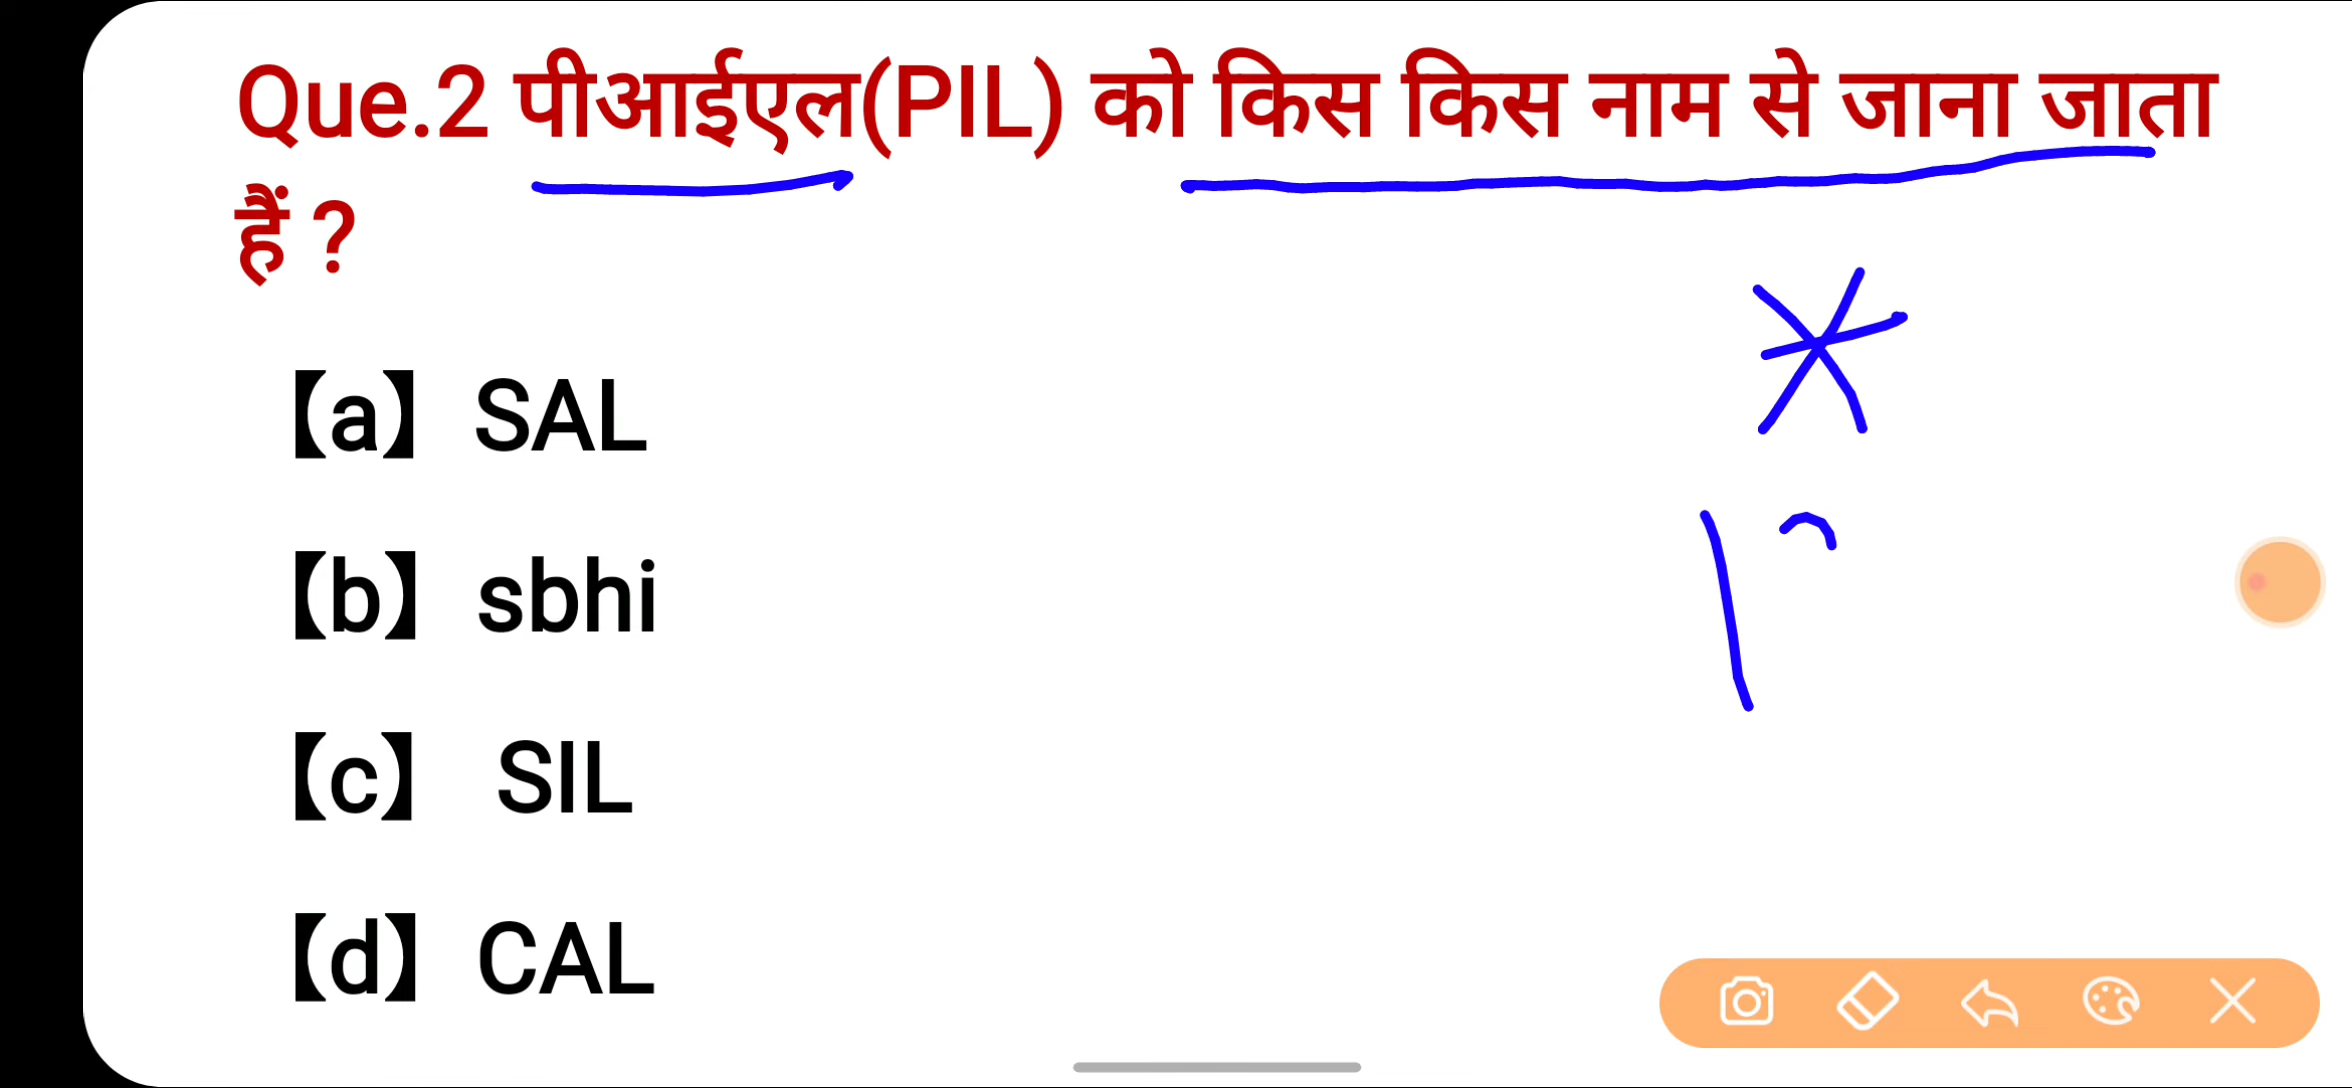 Que.2 पीआईएल(PIL) को किस किस नाम से जाना जाता
हैं ?
【a】 SAL
【b】 sbhi
【c】 SIL
【d】 CAL